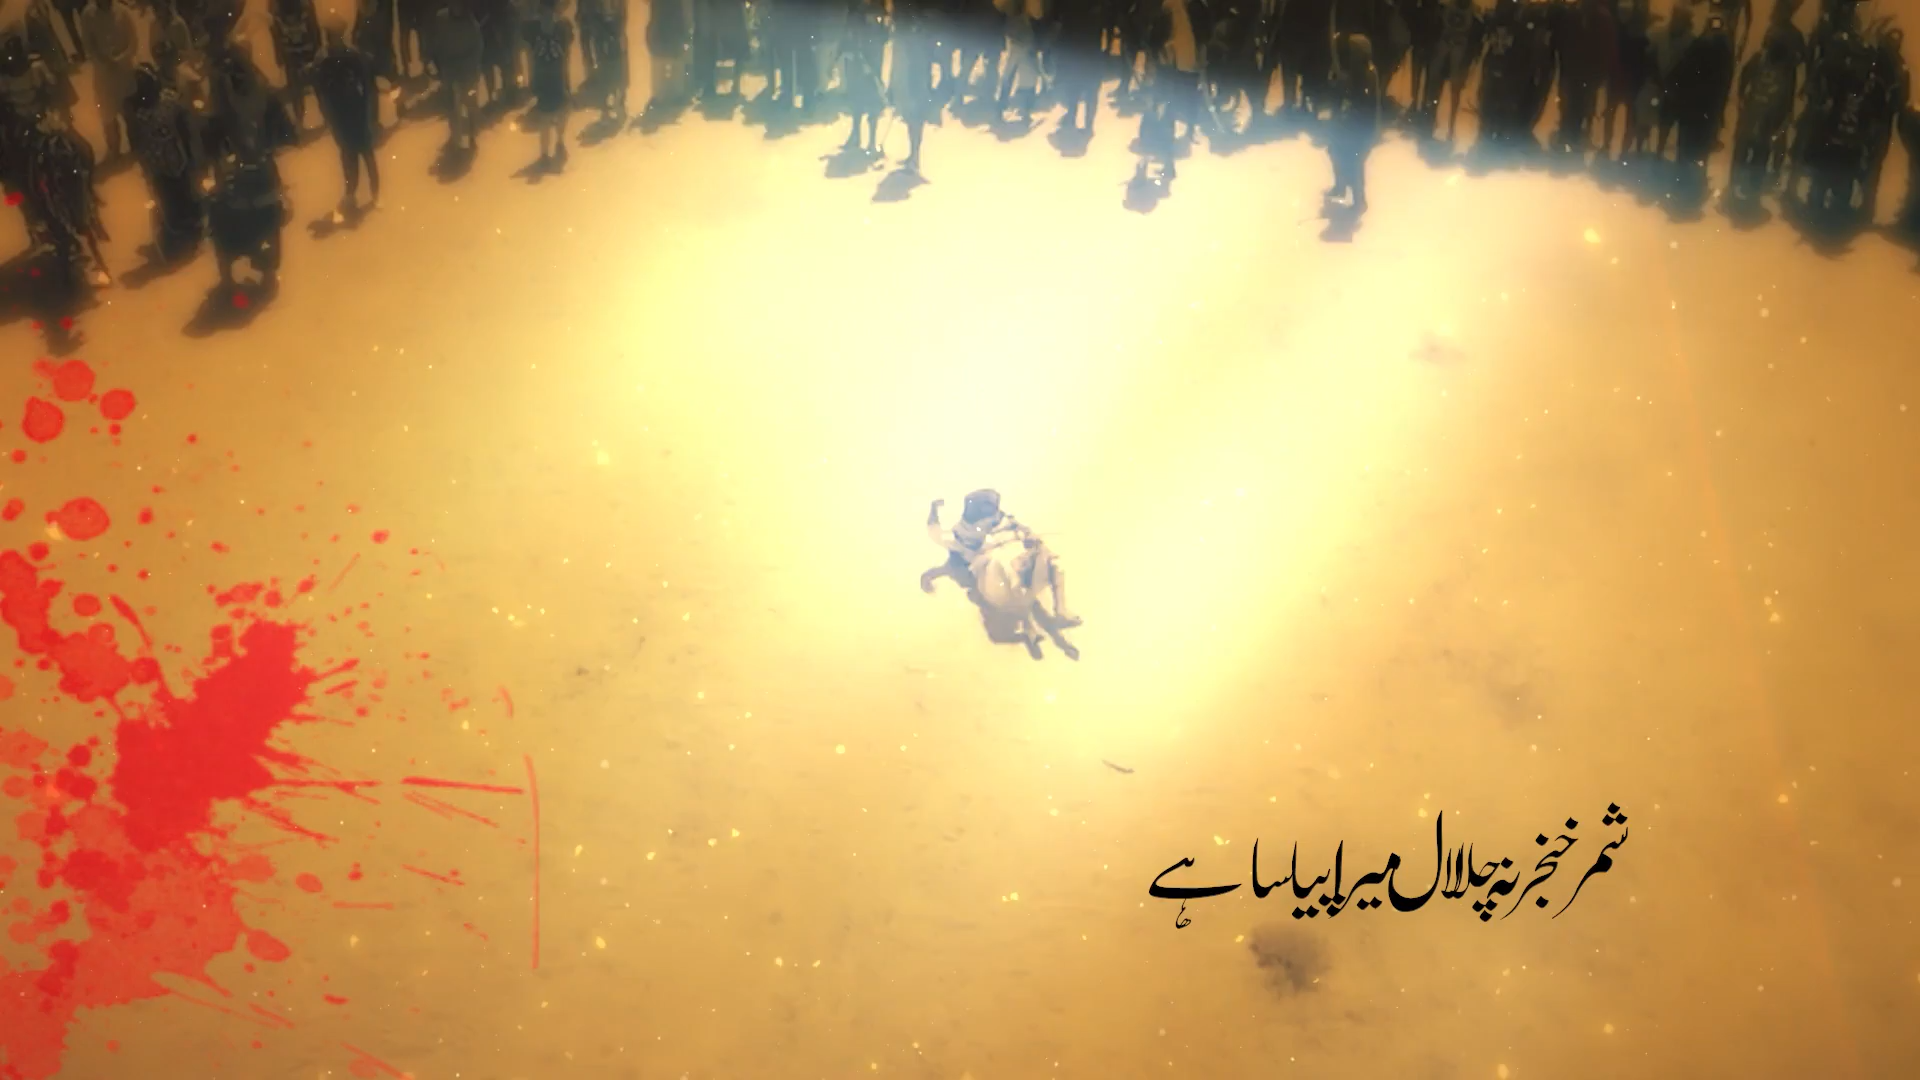 شمر خنجر نہ چلا لال میرا پیاسا ہے